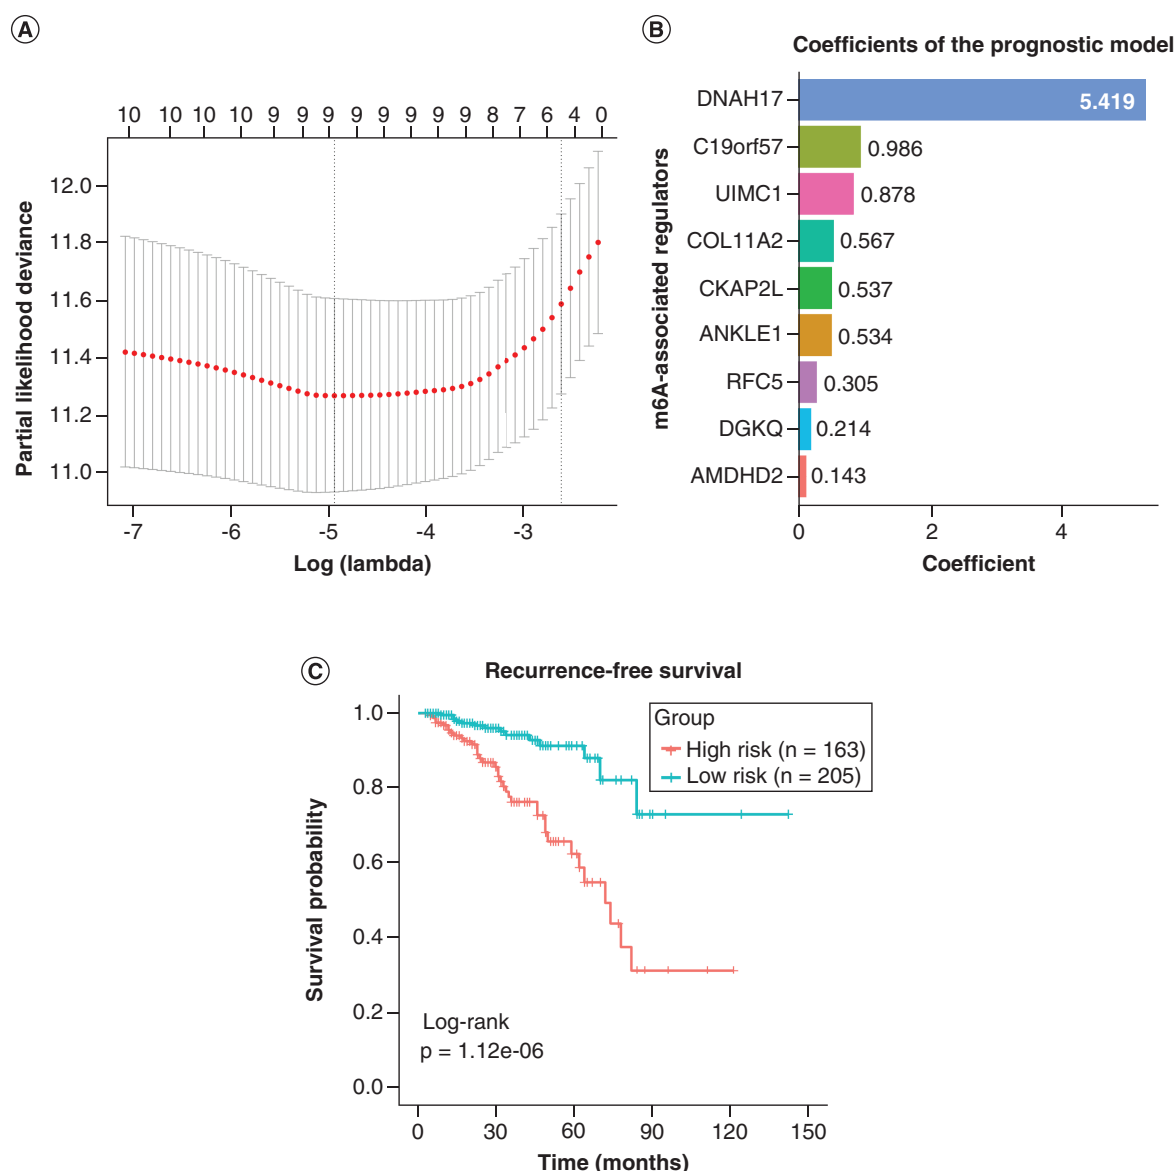 A
10 10 10 10 9 9 9 9 9 9 9 9 8 7 6 4 0
12.0
11.8
11.6
11.4
11.2
11.0
Partial likelihood deviance
-7 -6 -5 -4 -3
Log (lambda)
B
Coefficients of the prognostic model
m6A-associated regulators
DNAH17 5.419
C19orf57 0.986
UIMC1 0.878
COL11A2 0.567
CKAP2L 0.537
ANKLE1 0.534
RFC5 0.305
DGKQ 0.214
AMDHD2 0.143
0 2 4
Coefficient
C
Recurrence-free survival
Group
High risk (n = 163)
Low risk (n = 205)
1.0
0.8
0.6
0.4
0.2
0.0
Survival probability
Log-rank
p = 1.12e-06
0 30 60 90 120 150
Time (months)